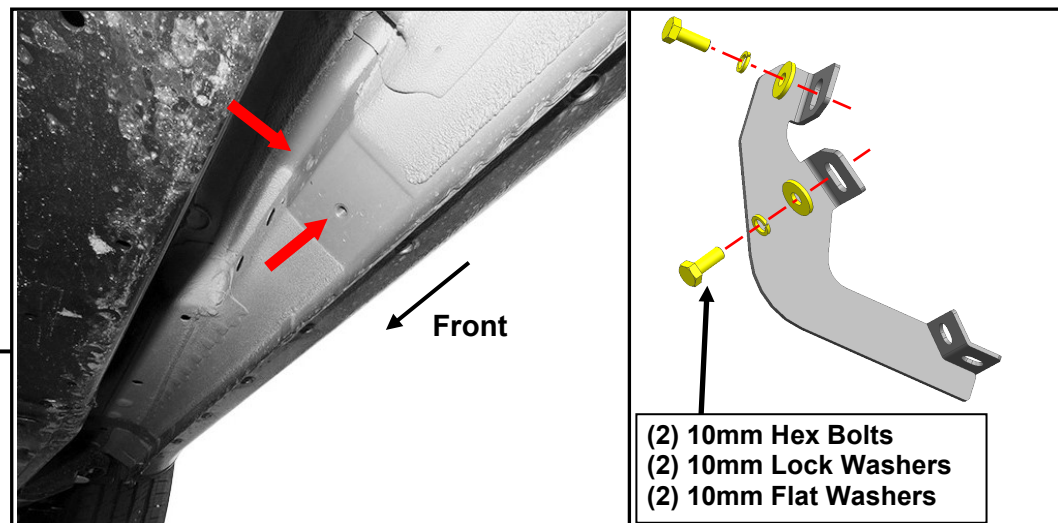 Front
(2) 10mm Hex Bolts
(2) 10mm Lock Washers
(2) 10mm Flat Washers